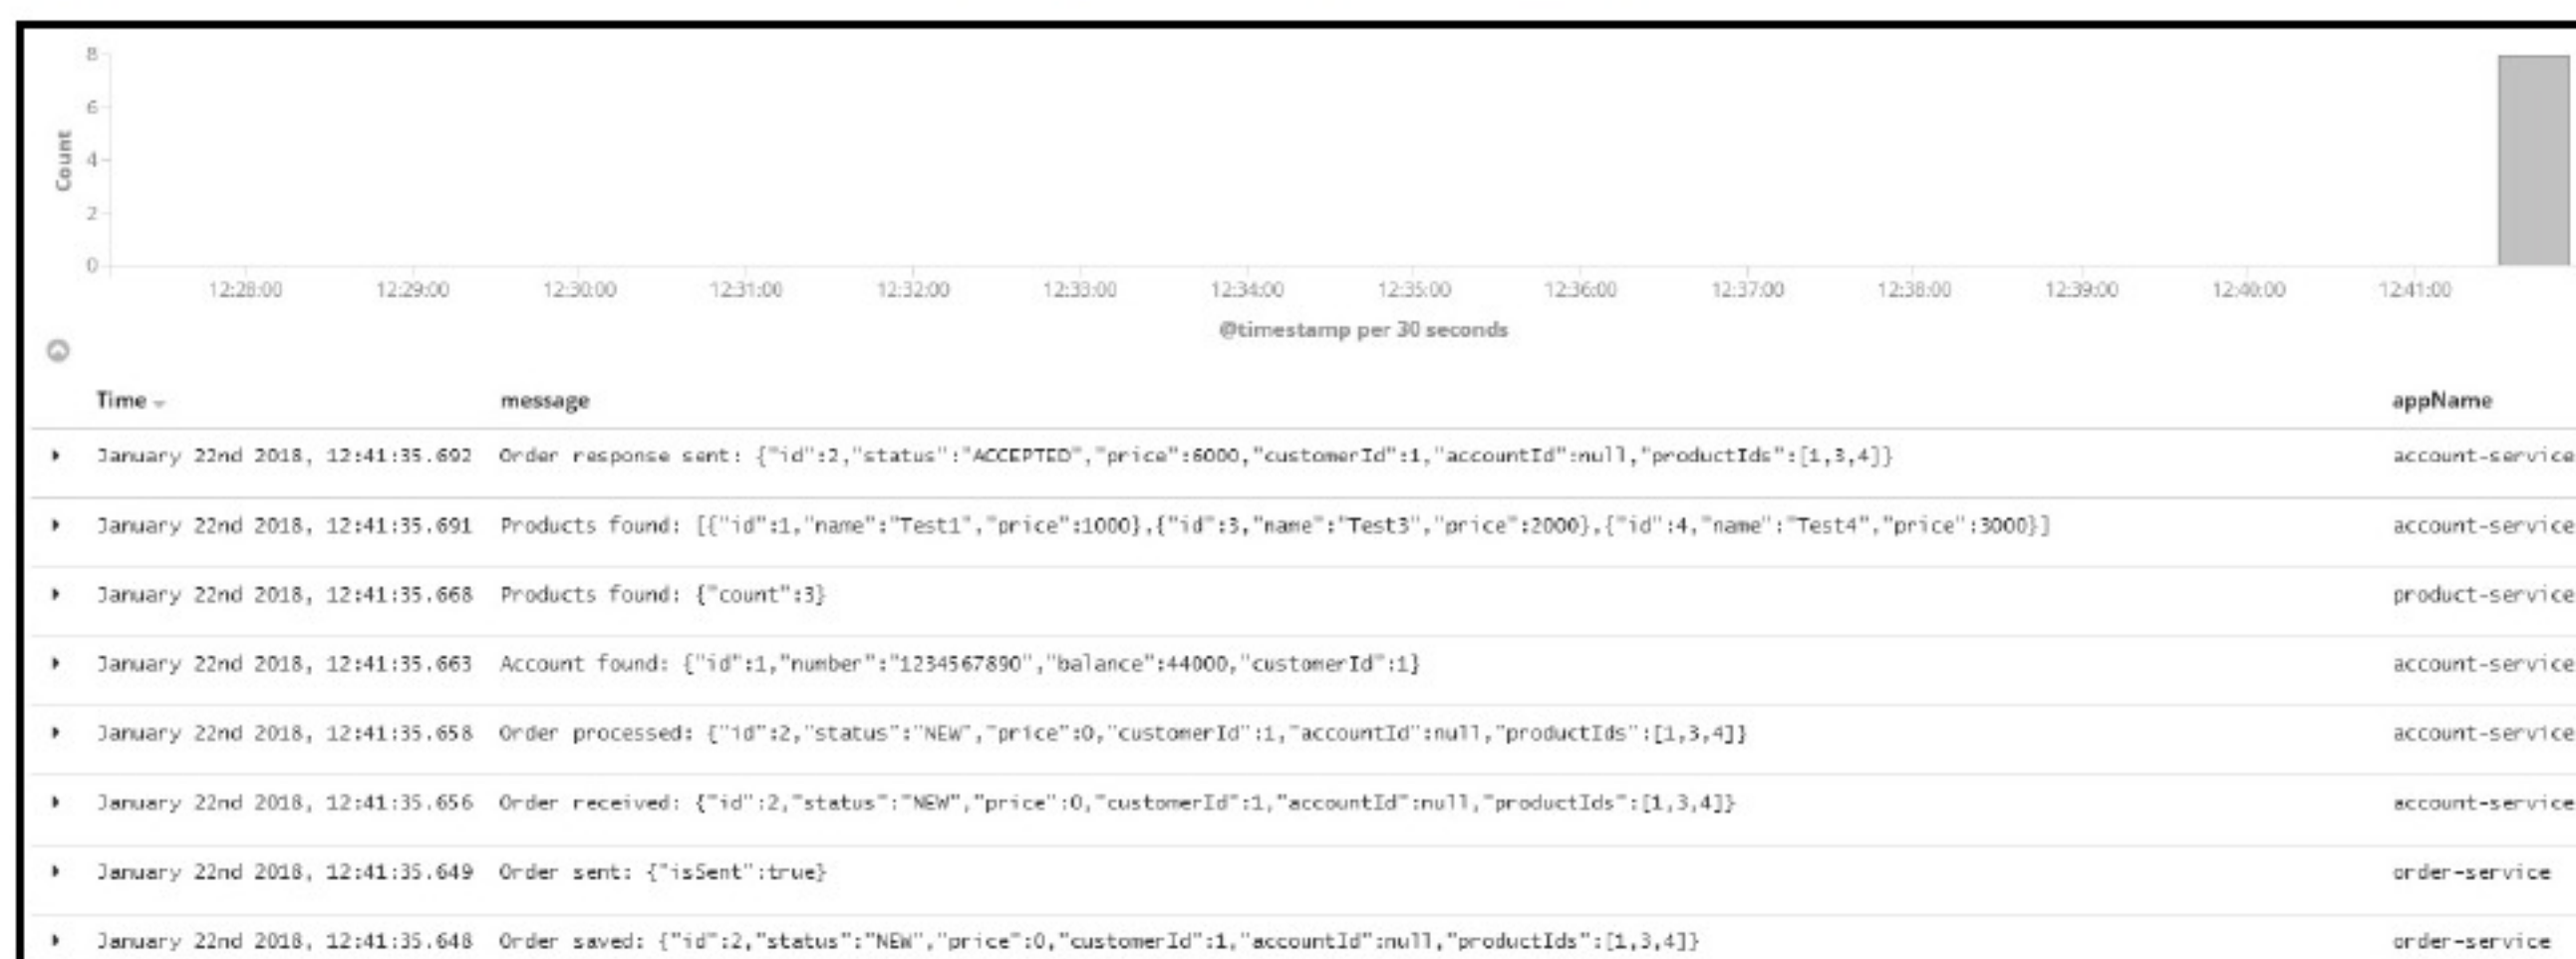 8
6
4
2
0
Count
12:28:00 12:29:00 12:30:00 12:31:00 12:32:00 12:33:00 12:34:00 12:35:00 12:36:00 12:37:00 12:38:00 12:39:00 12:40:00 12:41:00
@timestamp per 30 seconds
Time message appName
January 22nd 2018, 12:41:35.692 Order response sent: {"id":2,"status":"ACCEPTED","price":6000,"customerId":1,"accountId":null,"productIds":[1,3,4]} account-service
January 22nd 2018, 12:41:35.691 Products found: [{"id":1,"name":"Test1","price":1000},{"id":3,"name":"Test3","price":2000},{"id":4,"name":"Test4","price":3000}] account-service
January 22nd 2018, 12:41:35.668 Products found: {"count":3} product-service
January 22nd 2018, 12:41:35.663 Account found: {"id":1,"number":"1234567890","balance":44000,"customerId":1} account-service
January 22nd 2018, 12:41:35.658 Order processed: {"id":2,"status":"NEW","price":0,"customerId":1,"accountId":null,"productIds":[1,3,4]} account-service
January 22nd 2018, 12:41:35.656 Order received: {"id":2,"status":"NEW","price":0,"customerId":1,"accountId":null,"productIds":[1,3,4]} account-service
January 22nd 2018, 12:41:35.649 Order sent: {"isSent":true} order-service
January 22nd 2018, 12:41:35.648 Order saved: {"id":2,"status":"NEW","price":0,"customerId":1,"accountId":null,"productIds":[1,3,4]} order-service